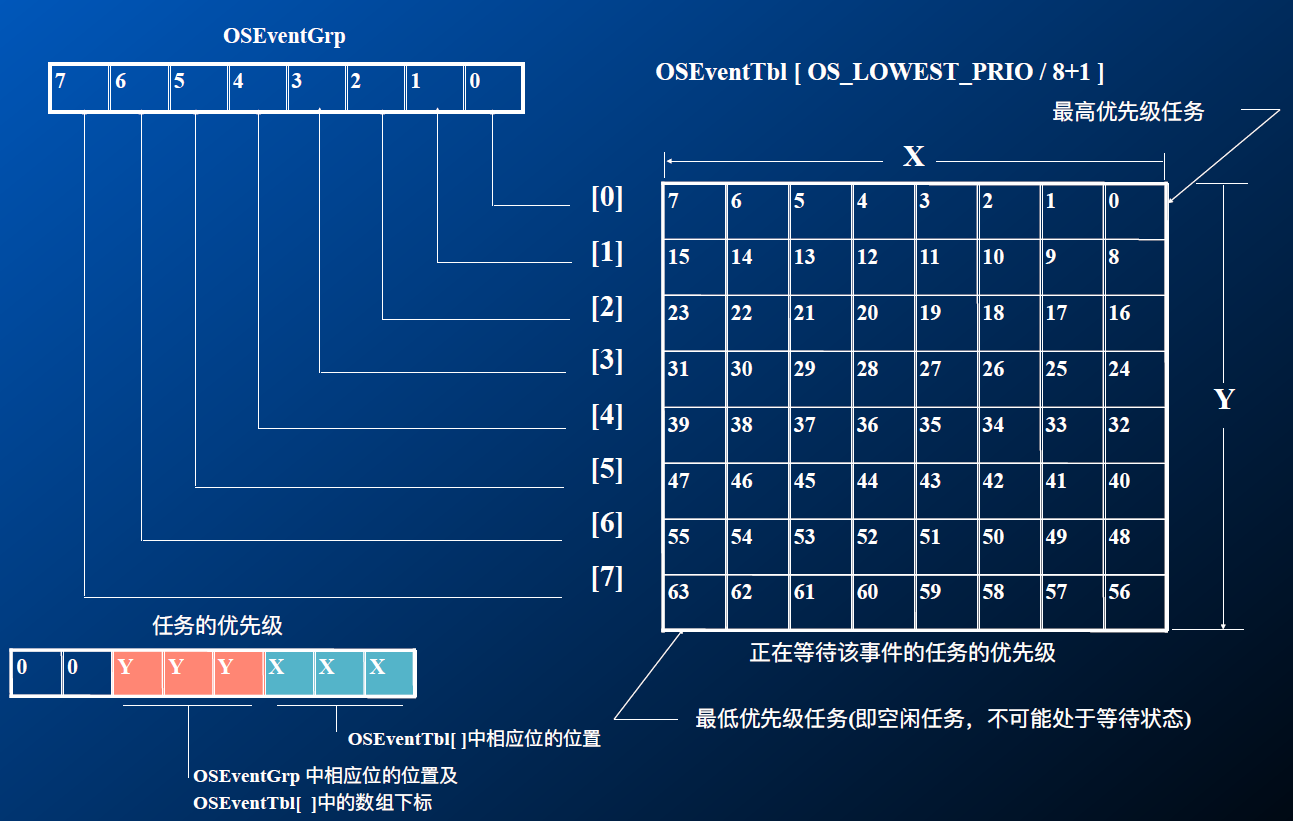 OSEventGrp
7 6 5 4 3 2 1 0
OSEventTbl [ OS_LOWEST_PRIO / 8+1 ]
最高优先级任务
X
[0] 7 6 5 4 3 2 1 0
[1] 15 14 13 12 11 10 9 8
[2] 23 22 21 20 19 18 17 16
[3] 31 30 29 28 27 26 25 24
Y
[4] 39 38 37 36 35 34 33 32
[5] 47 46 45 44 43 42 41 40
[6] 55 54 53 52 51 50 49 48
[7] 63 62 61 60 59 58 57 56
任务的优先级
0 0 Y Y Y X X X
正在等待该事件的任务的优先级
最低优先级任务(即空闲任务，不可能处于等待状态)
OSEventTbl[ ]中相应位的位置
OSEventGrp 中相应位的位置及
OSEventTbl[ ]中的数组下标